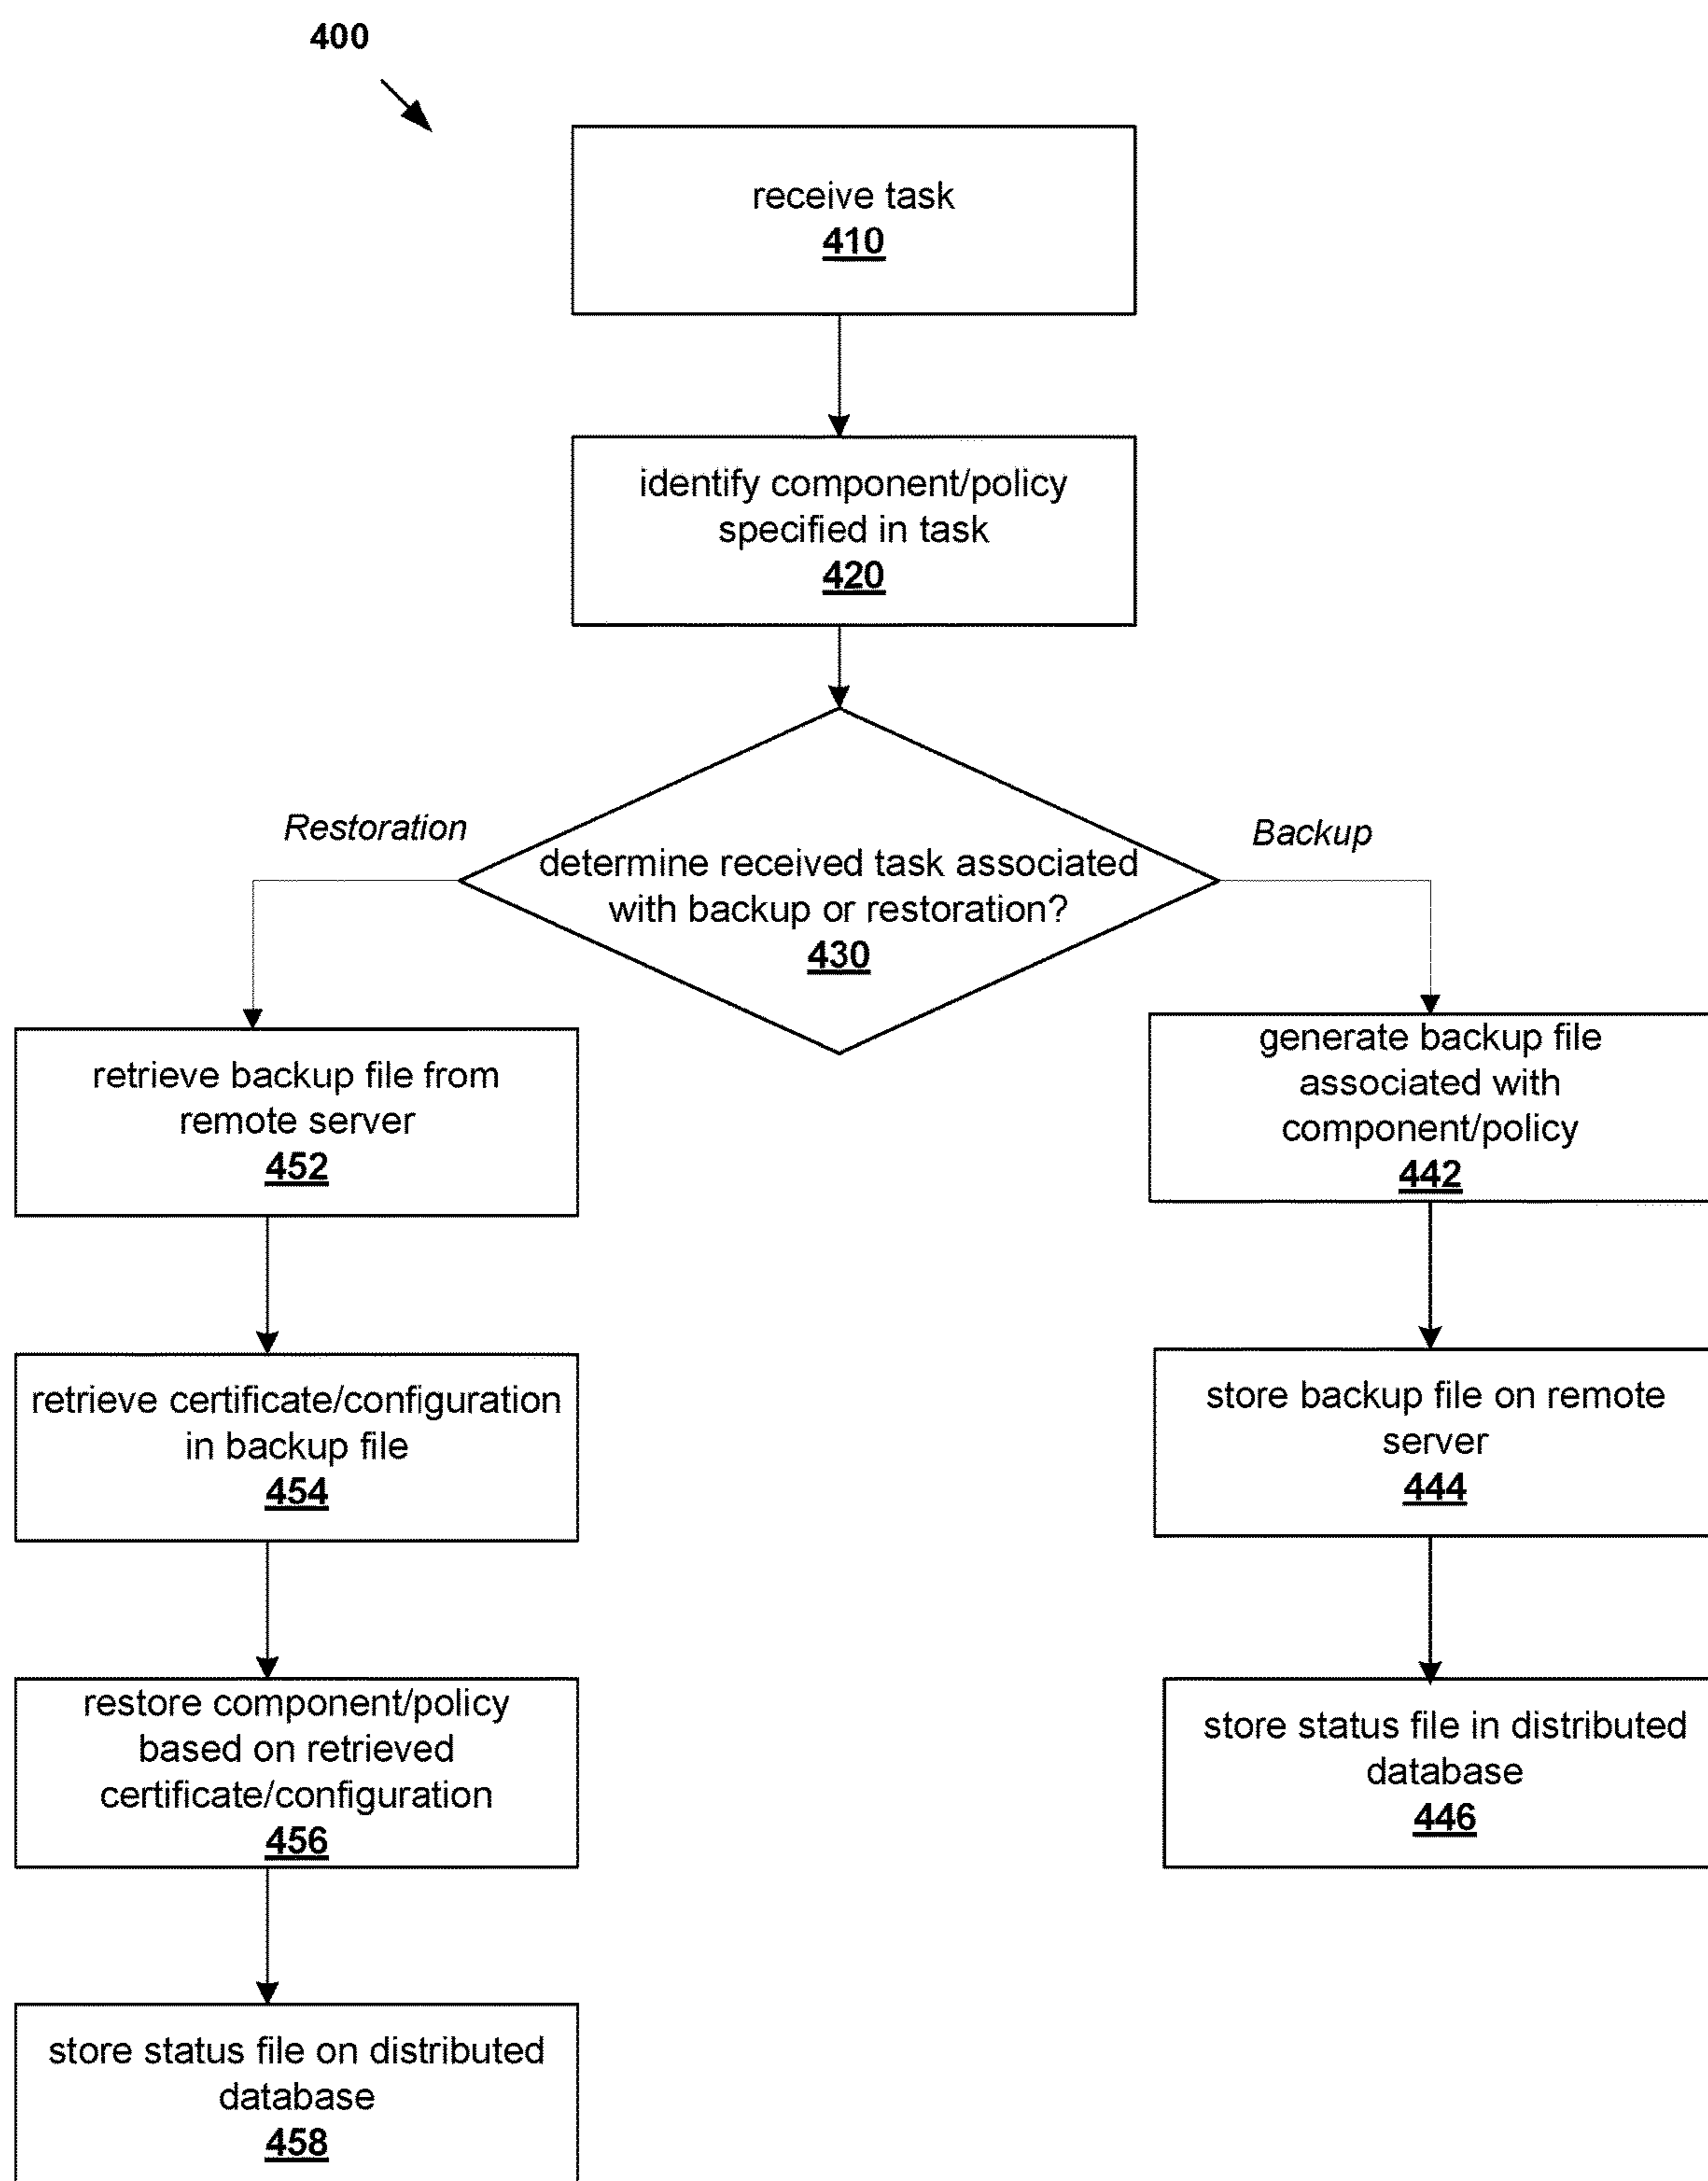 400
receive task
410
identify component/policy
specified in task
420
determine received task associated
with backup or restoration?
430
Restoration
Backup
retrieve backup file from
remote server
452
retrieve certificate/configuration
in backup file
454
restore component/policy
based on retrieved
certificate/configuration
456
store status file on distributed
database
458
generate backup file
associated with
component/policy
442
store backup file on remote
server
444
store status file in distributed
database
446